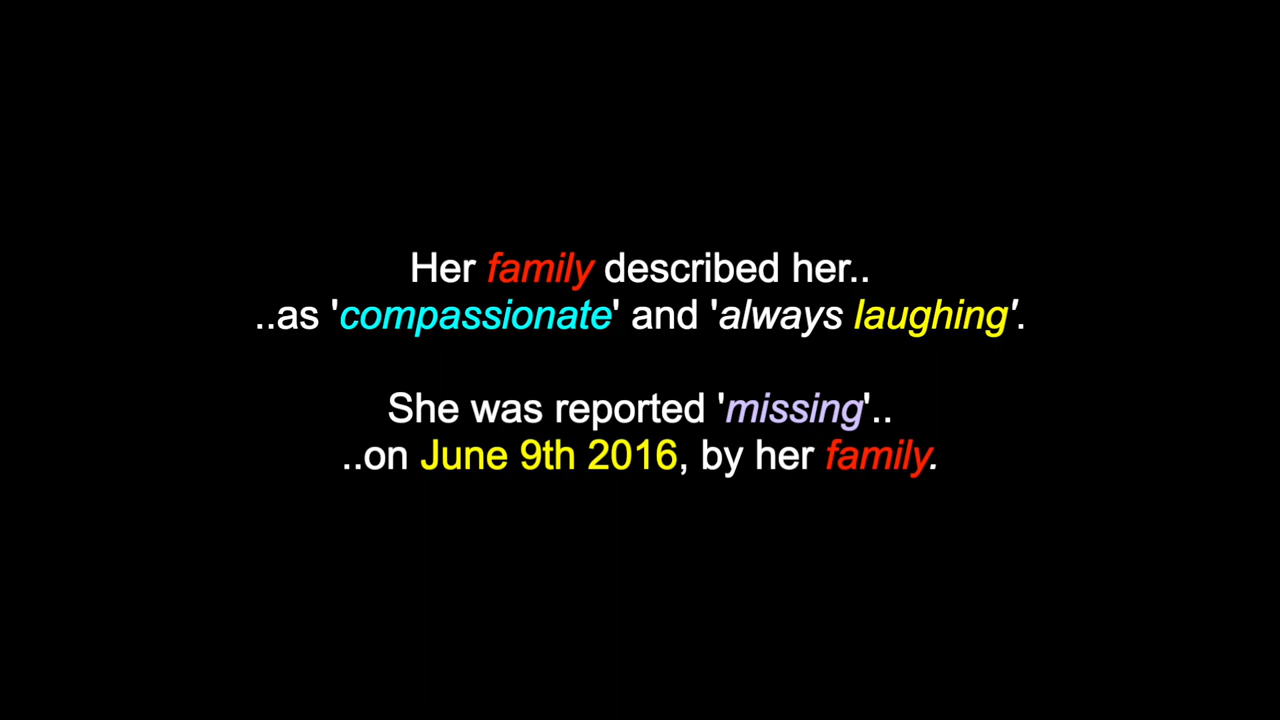 Her family described her..
..as 'compassionate' and 'always laughing'.
She was reported 'missing'..
..on June 9th 2016, by her family.